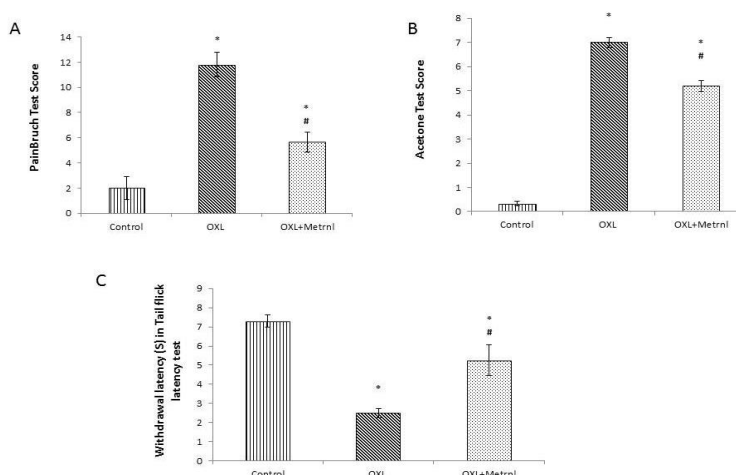 A
PainBruch Test Score
14
12
10
8
6
4
2
0
*
*
#
Control
OXL
OXL+Metrnl
B
Acetone Test Score
8
7
6
5
4
3
2
1
0
*
*
#
Control
OXL
OXL+Metrnl
C
Withdrawal latency (S) in Tail flick
latency test
9
8
7
6
5
4
3
2
1
0
*
*
#
Control
OXL
OXL+Metrnl